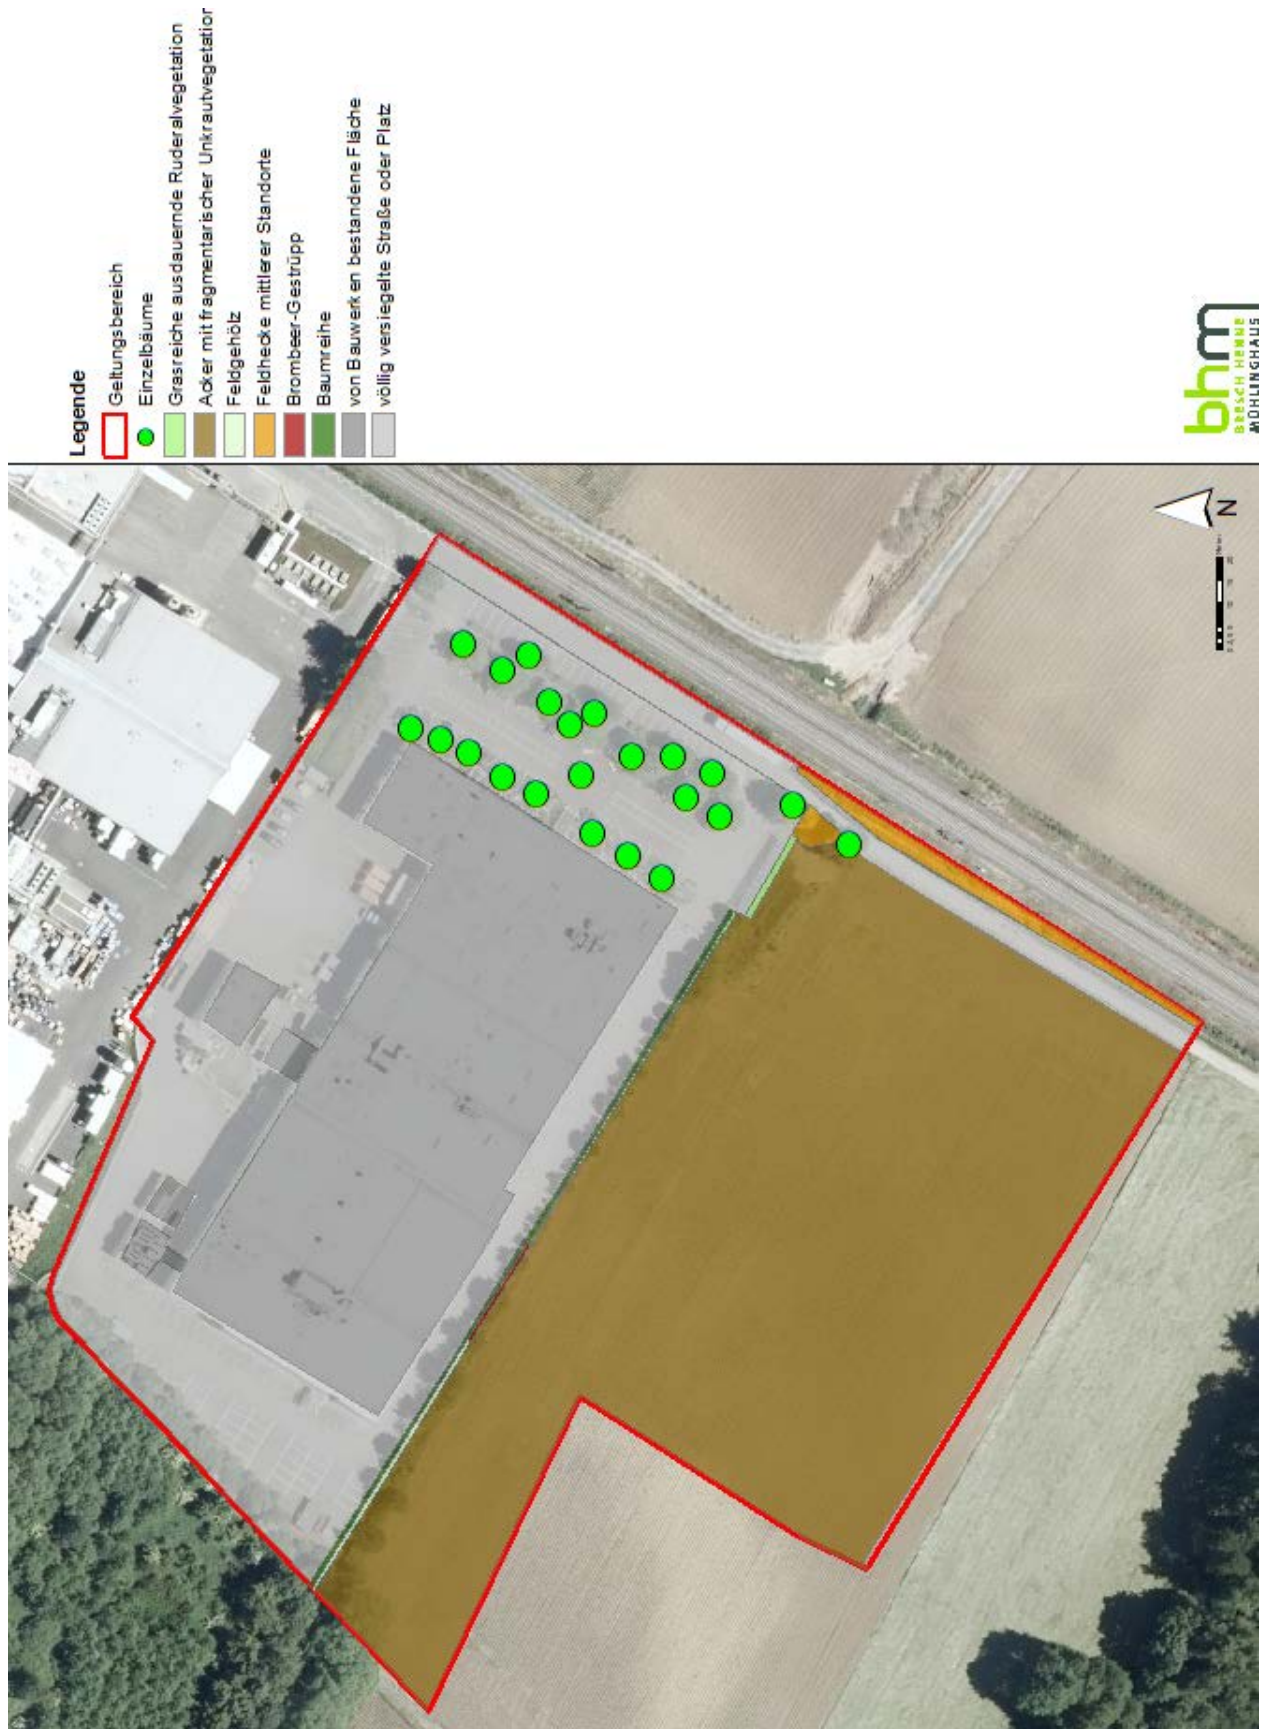 Legende
Geltungsbereich
Einzelbäume
Grasreiche ausdauernde Ruderalvegetation
Acker mit fragmentarischer Unkrautvegetatior
Feldgehölz
Feldhecke mittlerer Standorte
Brombeer-Gestrüpp
Baumreihe
von Bauwerken bestandene Fläche
völlig versiegelte Straße oder Platz
N
bhm
BRESCH HENNE
MÜHLINGHAUS